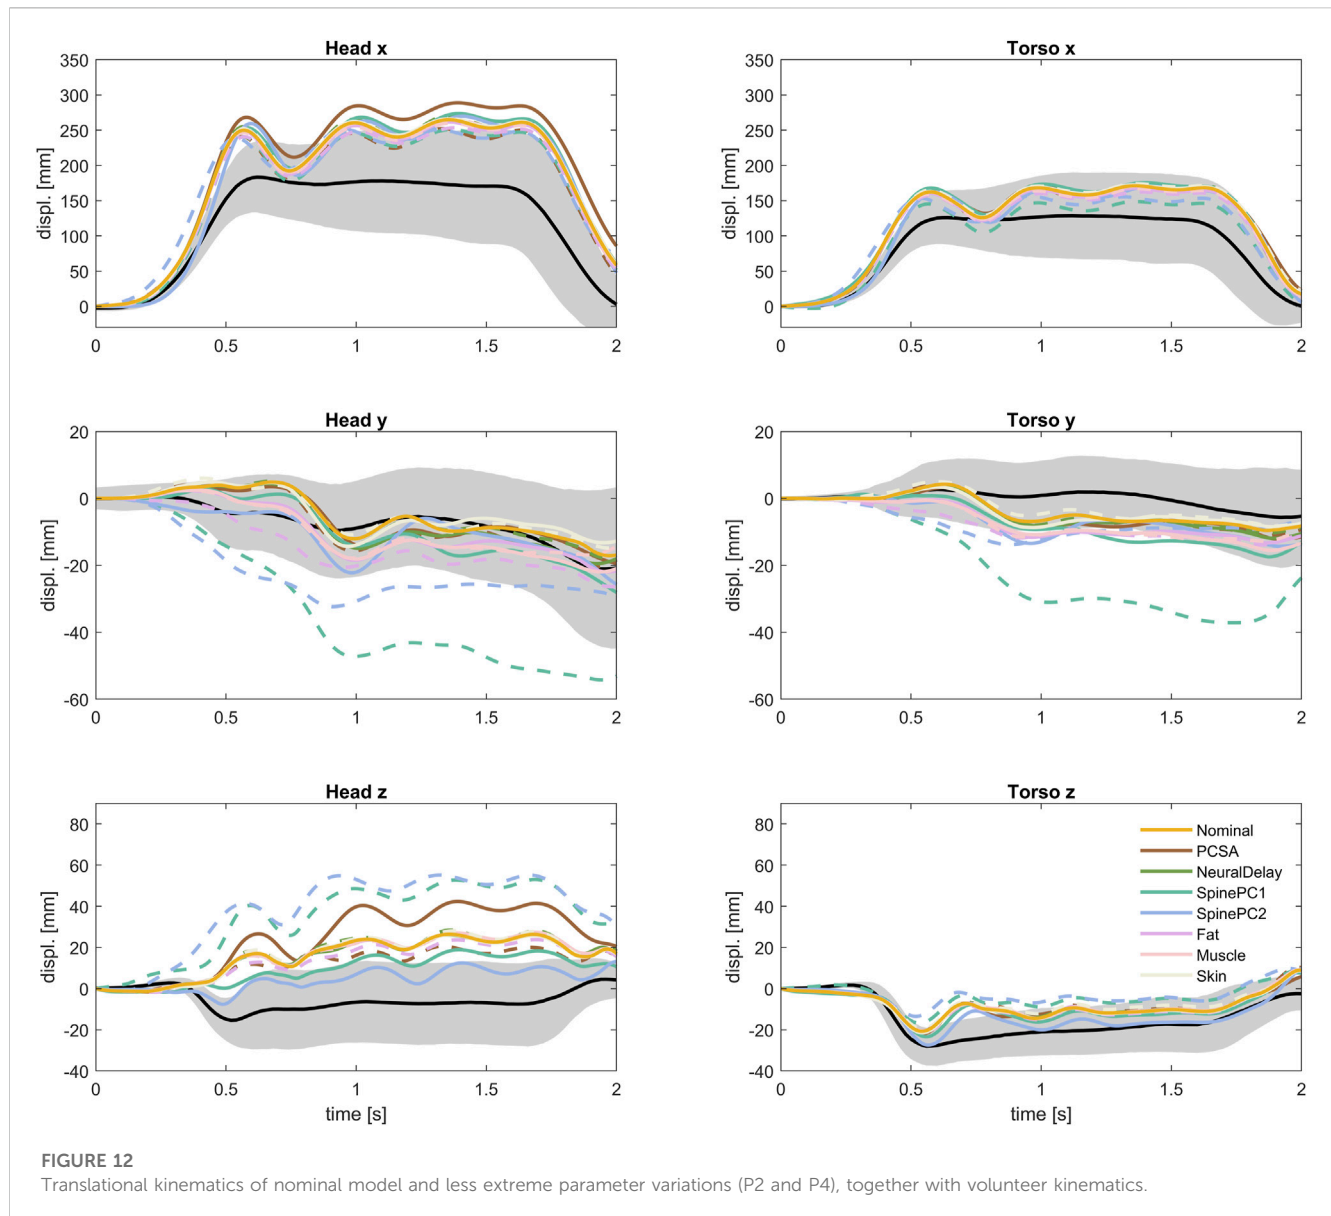 Head x
350
300
250
200
150
100
50
0
displ. [mm]
0 0.5 1 1.5 2
Torso x
350
300
250
200
150
100
50
0
displ. [mm]
0 0.5 1 1.5 2
Head y
20
0
-20
-40
-60
displ. [mm]
0 0.5 1 1.5 2
Torso y
20
0
-20
-40
-60
displ. [mm]
0 0.5 1 1.5 2
Head z
80
60
40
20
0
-20
-40
displ. [mm]
0 0.5 1 1.5 2
time [s]
Torso z
80
60
40
20
0
-20
-40
displ. [mm]
Nominal
PCSA
NeuralDelay
SpinePC1
SpinePC2
Fat
Muscle
Skin
0 0.5 1 1.5 2
time [s]
FIGURE 12
Translational kinematics of nominal model and less extreme parameter variations (P2 and P4), together with volunteer kinematics.